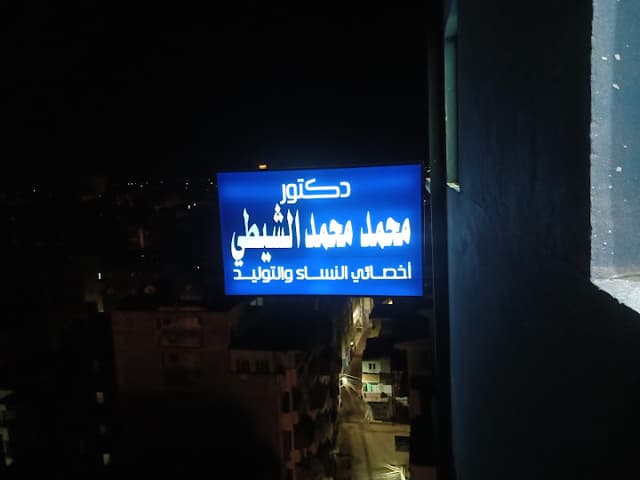 دكتور
محمد محمد الشيطي
أخصائي النساء والتوليد